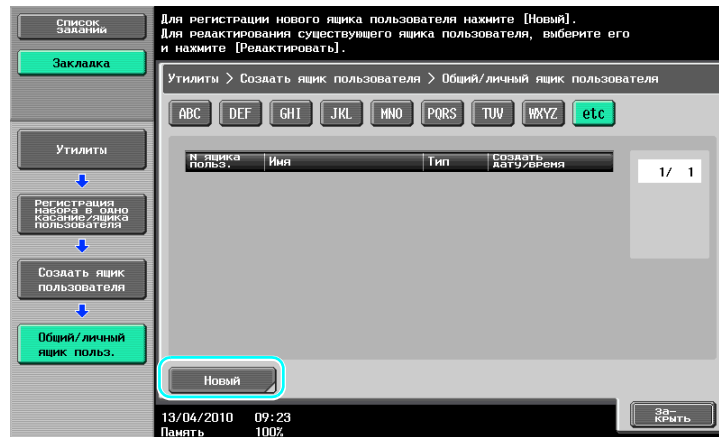 Список
заданий
Закладка
Утилиты
Регистрация
набора в одно
касание/ящика
пользователя
Создать ящик
пользователя
Общий/личный
ящик польз.
Для регистрации нового ящика пользователя нажмите [Новый].
Для редактирования существующего ящика пользователя, выберите его
и нажмите [Редактировать].
Утилиты > Создать ящик пользователя > Общий/личный ящик пользователя
ABC DEF GHI JKL MNO PQRS TUV WXYZ etc
N ящика
польз.
Имя
Тип
Создать
дату/время
1/ 1
Новый
13/04/2010 09:23
Память 100%
За-
крыть